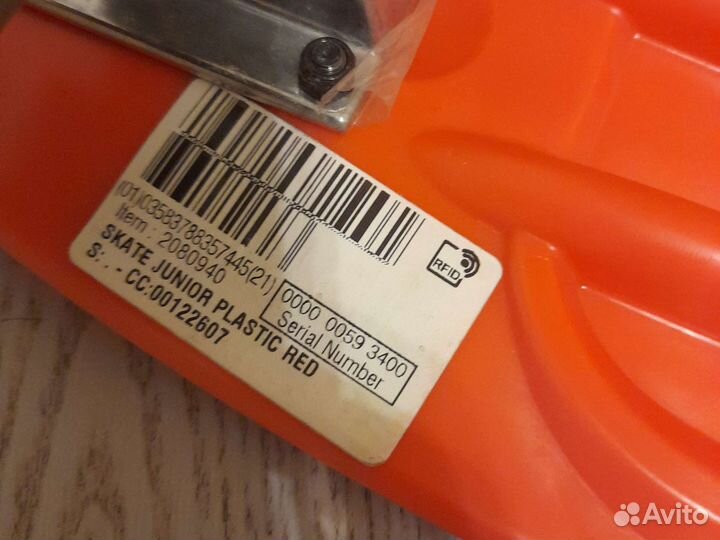 (01)03583788357445(21)
Item : 2080940
SKATE JUNIOR PLASTIC RED
S: . - CC:00122607
0000 0059 3400
Serial Number
RFID
Avito